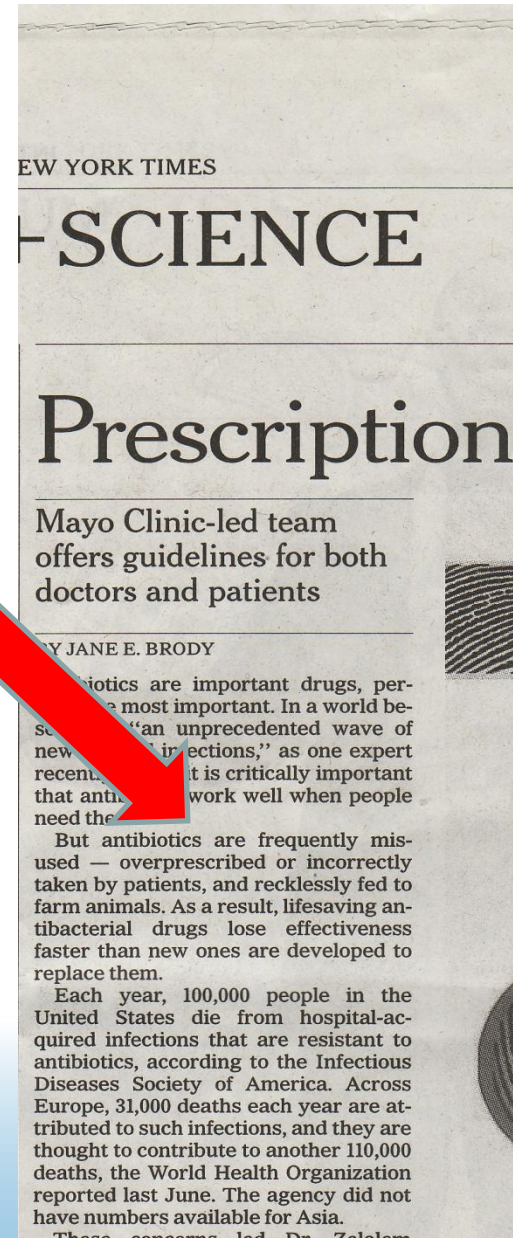 EW YORK TIMES
+SCIENCE
Prescription
Mayo Clinic-led team
offers guidelines for both
doctors and patients
Y JANE E. BRODY
iotics are important drugs, per-
most important. In a world be-
"an unprecedented wave of
new
as one expert
it is critically important
that work well when people
need
But antibiotics are frequently mis-
used — overprescribed or incorrectly
taken by patients, and recklessly fed to
farm animals. As a result, lifesaving an-
tibacterial drugs lose effectiveness
faster than new ones are developed to
replace them.
Each year, 100,000 people in the
United States die from hospital-ac-
quired infections that are resistant to
antibiotics, according to the Infectious
Diseases Society of America. Across
Europe, 31,000 deaths each year are at-
tributed to such infections, and they are
thought to contribute to another 110,000
deaths, the World Health Organization
reported last June. The agency did not
have numbers available for Asia.
These concerns led Dr. Zelalem